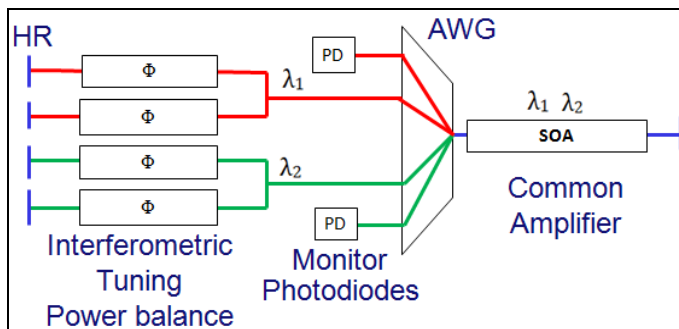 HR
AWG
PD
Φ
λ₁
Φ
λ₁ λ₂
SOA
Φ
λ₂
Φ
PD
Common
Amplifier
Interferometric
Tuning
Power balance
Monitor
Photodiodes